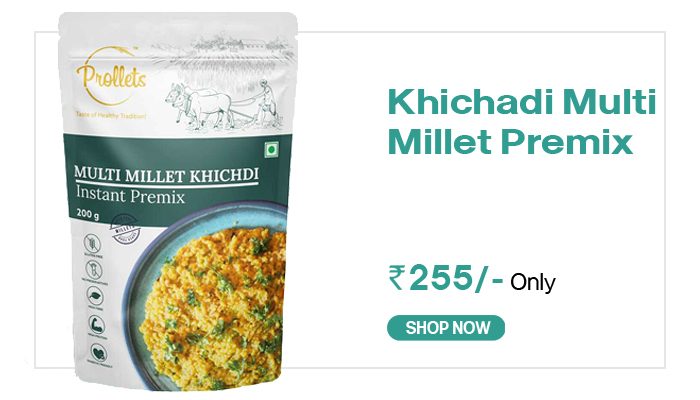 Prollets
Taste of Healthy Tradition!
MULTI MILLET KHICHDI
Instant Premix
200 g
MILLETS
Khichadi Multi
Millet Premix
₹255/- Only
SHOP NOW